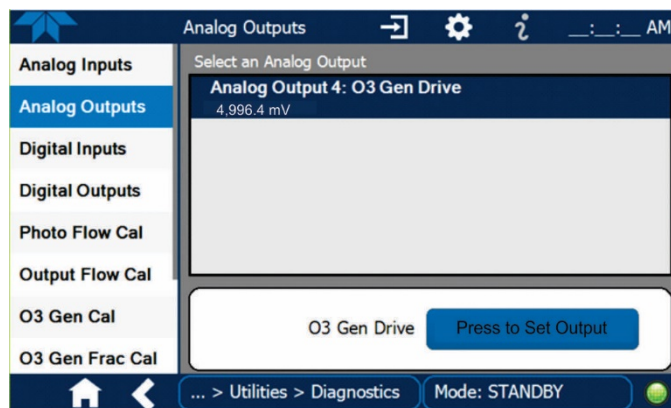 Analog Outputs
__:__:__ AM
Analog Inputs
Analog Outputs
Digital Inputs
Digital Outputs
Photo Flow Cal
Output Flow Cal
O3 Gen Cal
O3 Gen Frac Cal
Select an Analog Output
Analog Output 4: O3 Gen Drive
4,996.4 mV
O3 Gen Drive
Press to Set Output
... > Utilities > Diagnostics
Mode: STANDBY